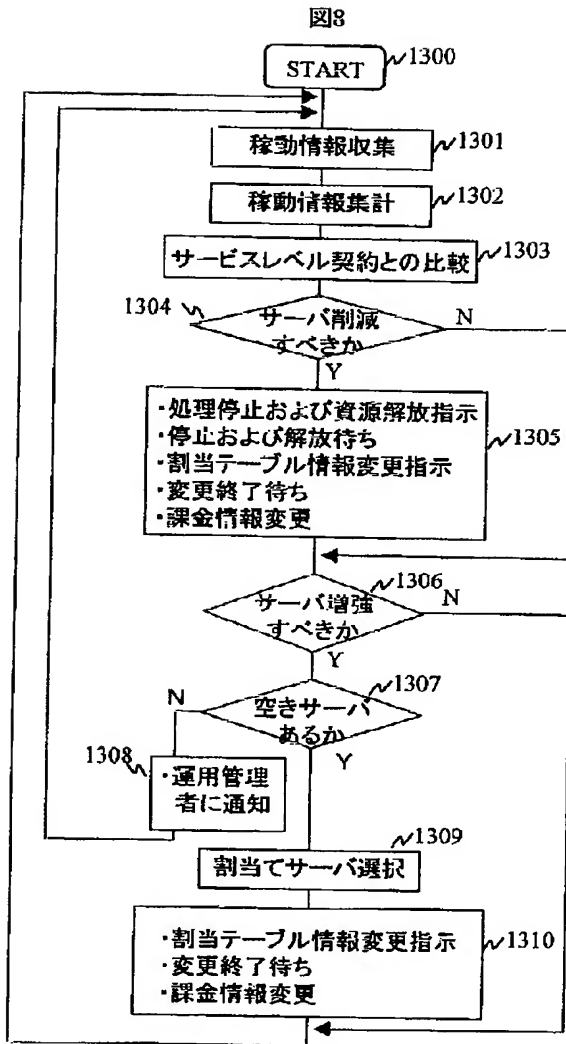 図8
START
1300
稼動情報収集
1301
稼動情報集計
1302
サービスレベル契約との比較
1303
1304
サーバ削減
すべきか
N
Y
・処理停止および資源解放指示
・停止および解放待ち
・割当テーブル情報変更指示
・変更終了待ち
・課金情報変更
1305
サーバ増強
すべきか
1306
N
Y
空きサーバ
あるか
1307
N
Y
1308
・運用管理
者に通知
割当てサーバ選択
1309
・割当テーブル情報変更指示
・変更終了待ち
・課金情報変更
1310